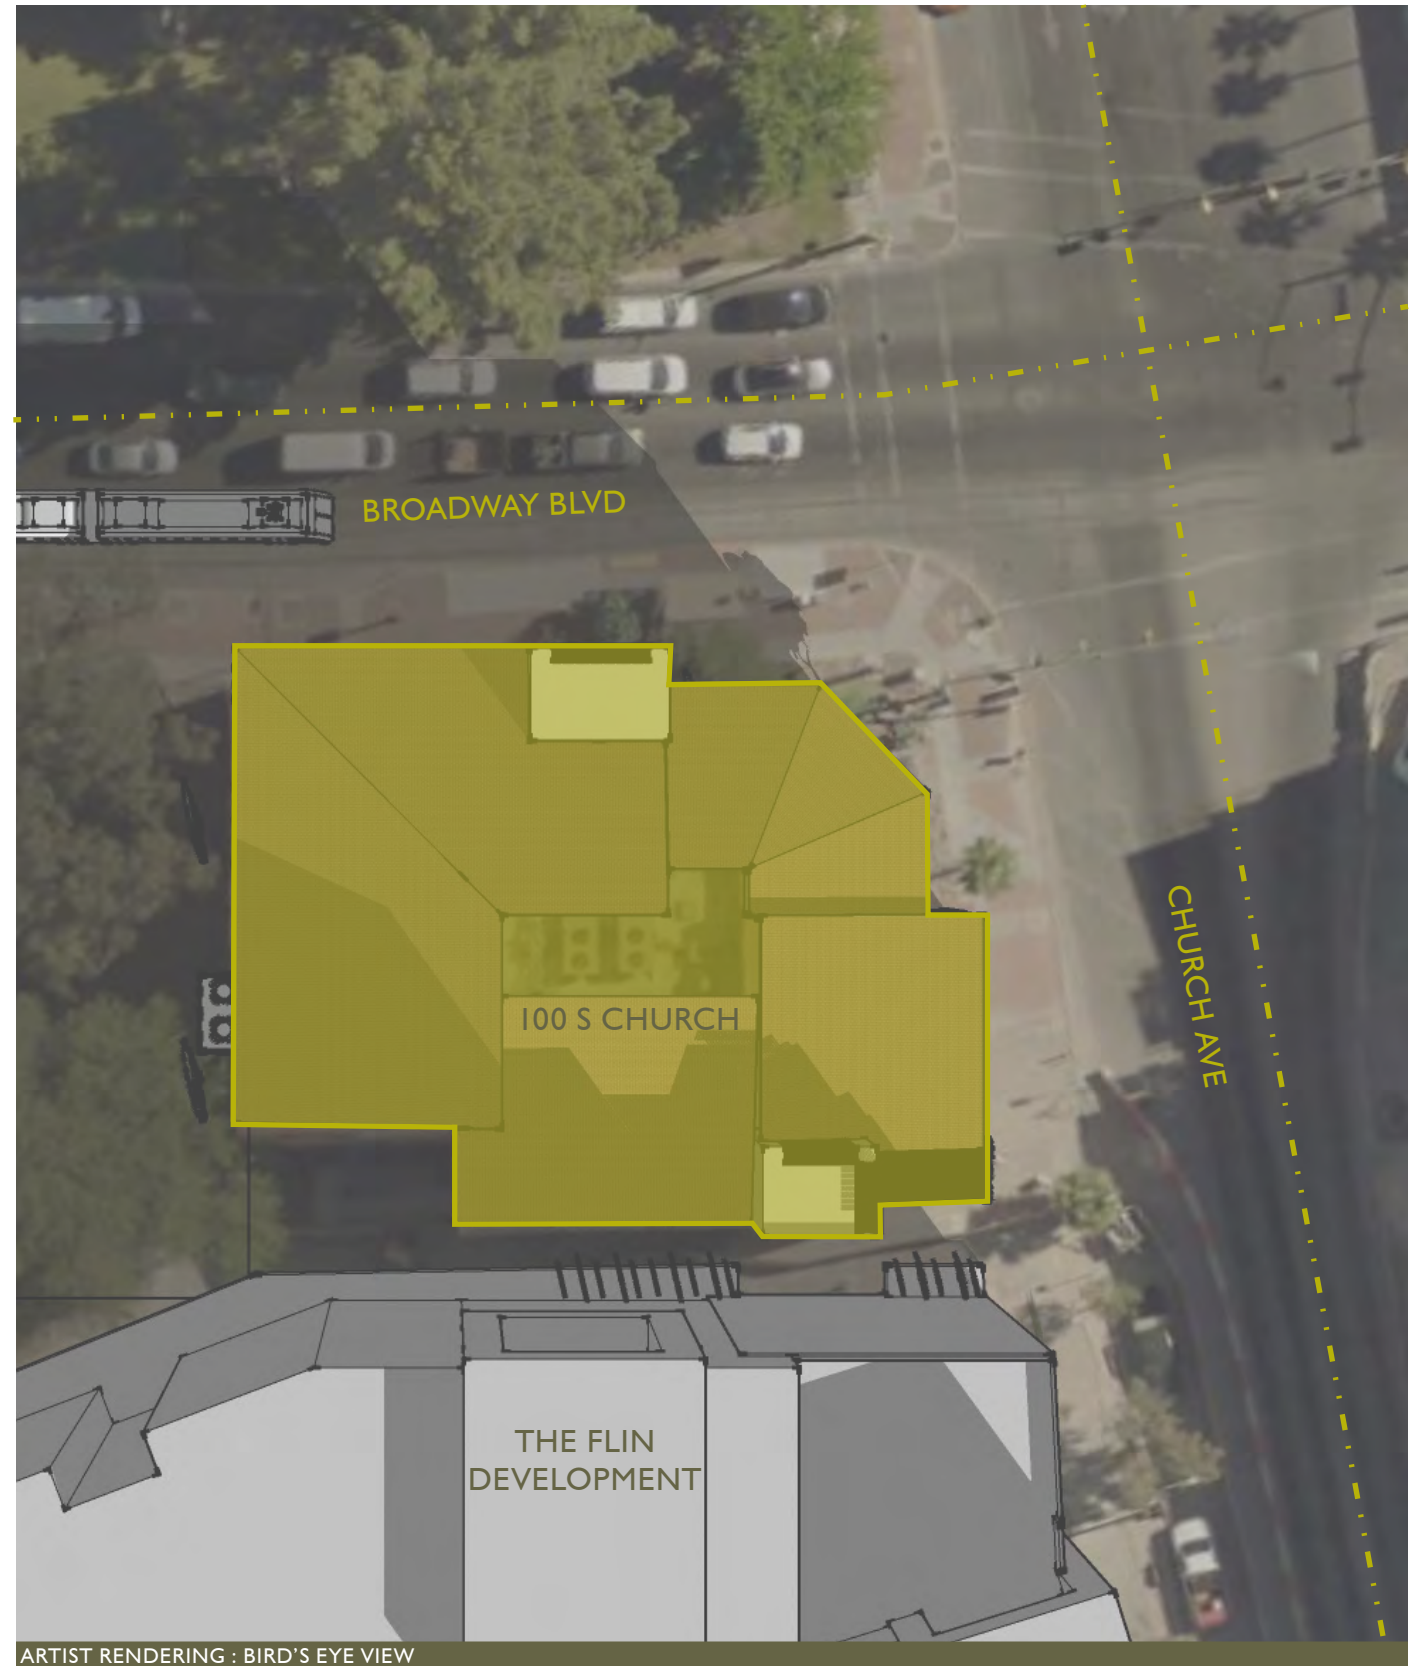 BROADWAY BLVD
CHURCH AVE
100 S CHURCH
THE FLIN
DEVELOPMENT
ARTIST RENDERING : BIRD'S EYE VIEW